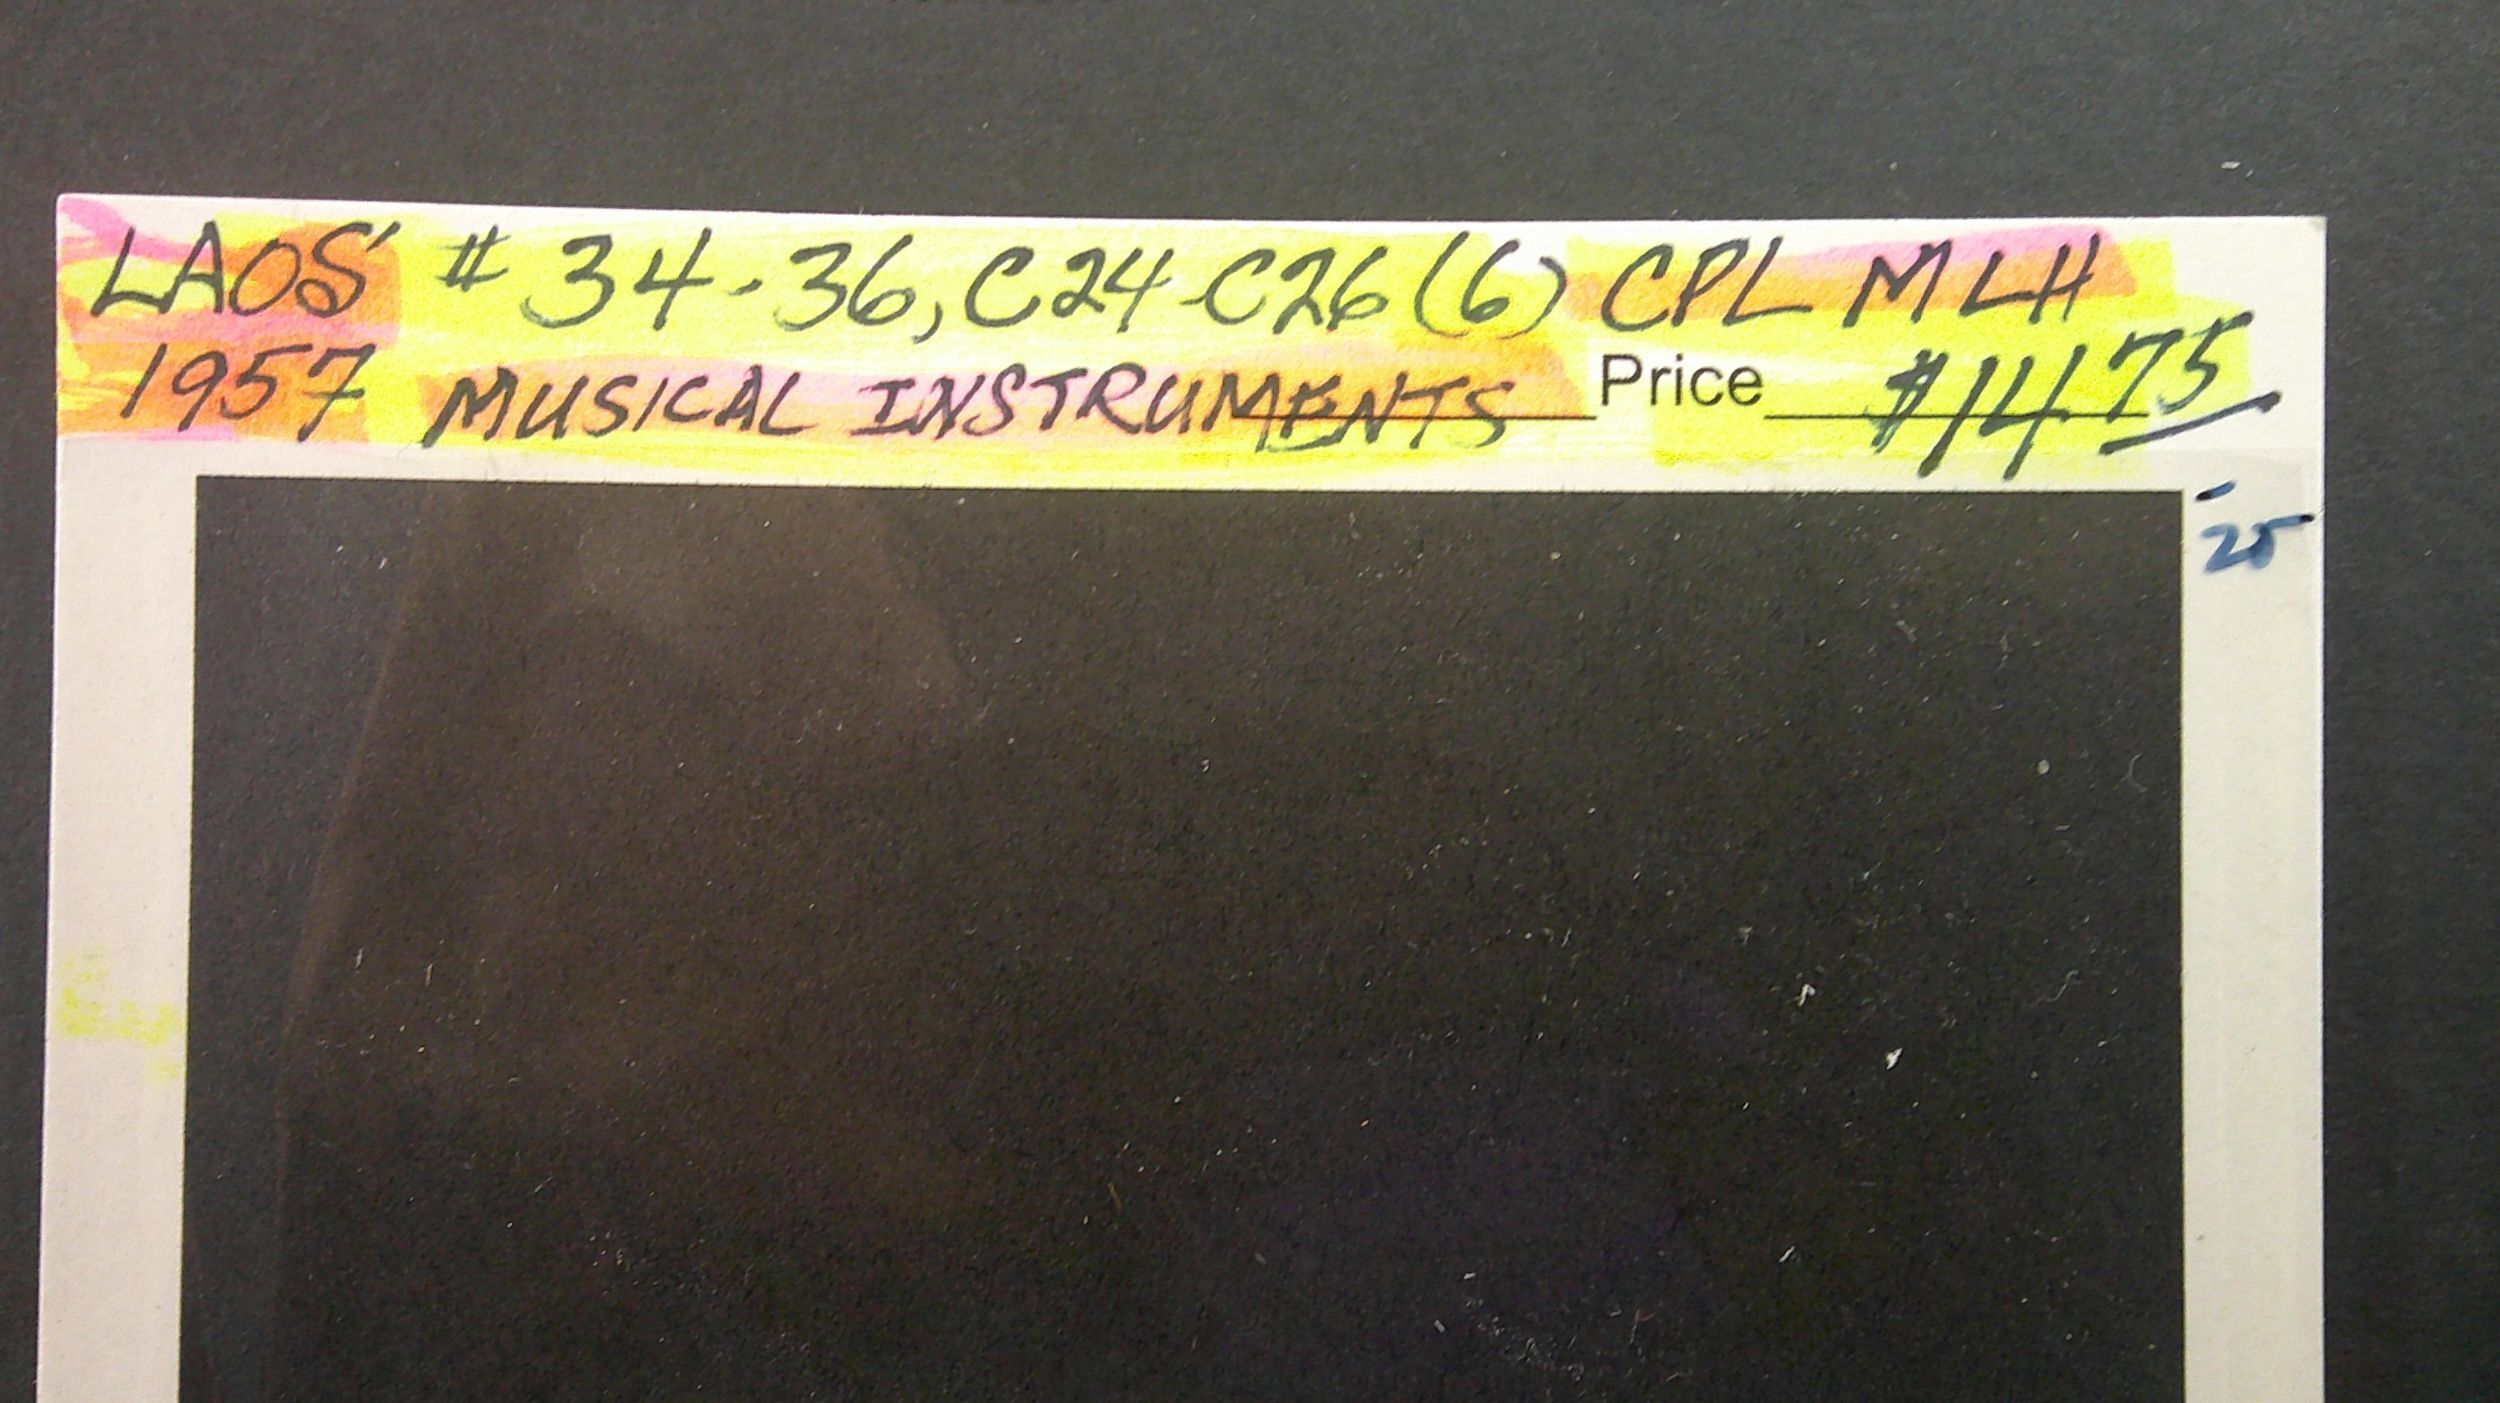 LAOS # 34-36, C24-C26 (6) CPL MLH
1957 MUSICAL INSTRUMENTS Price $14.75
-25